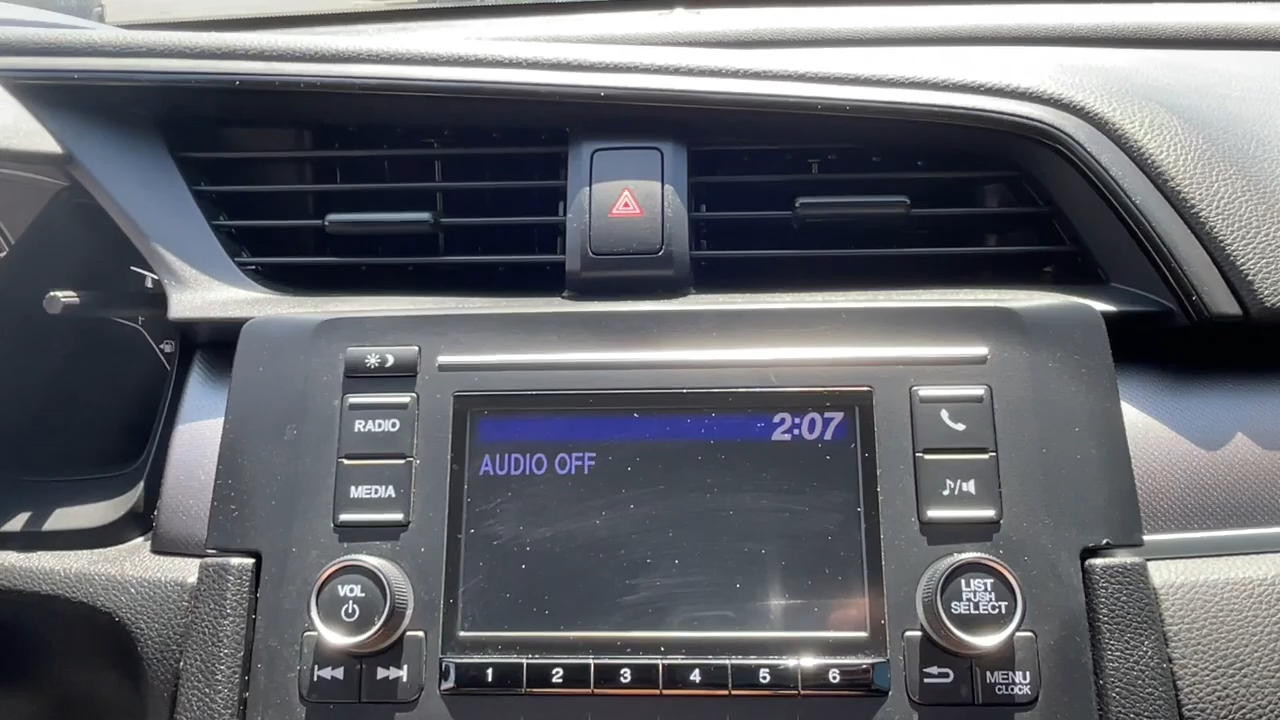 RADIO
MEDIA
2:07
AUDIO OFF
VOL
LIST
PUSH
SELECT
1 2 3 4 5 6
MENU
CLOCK